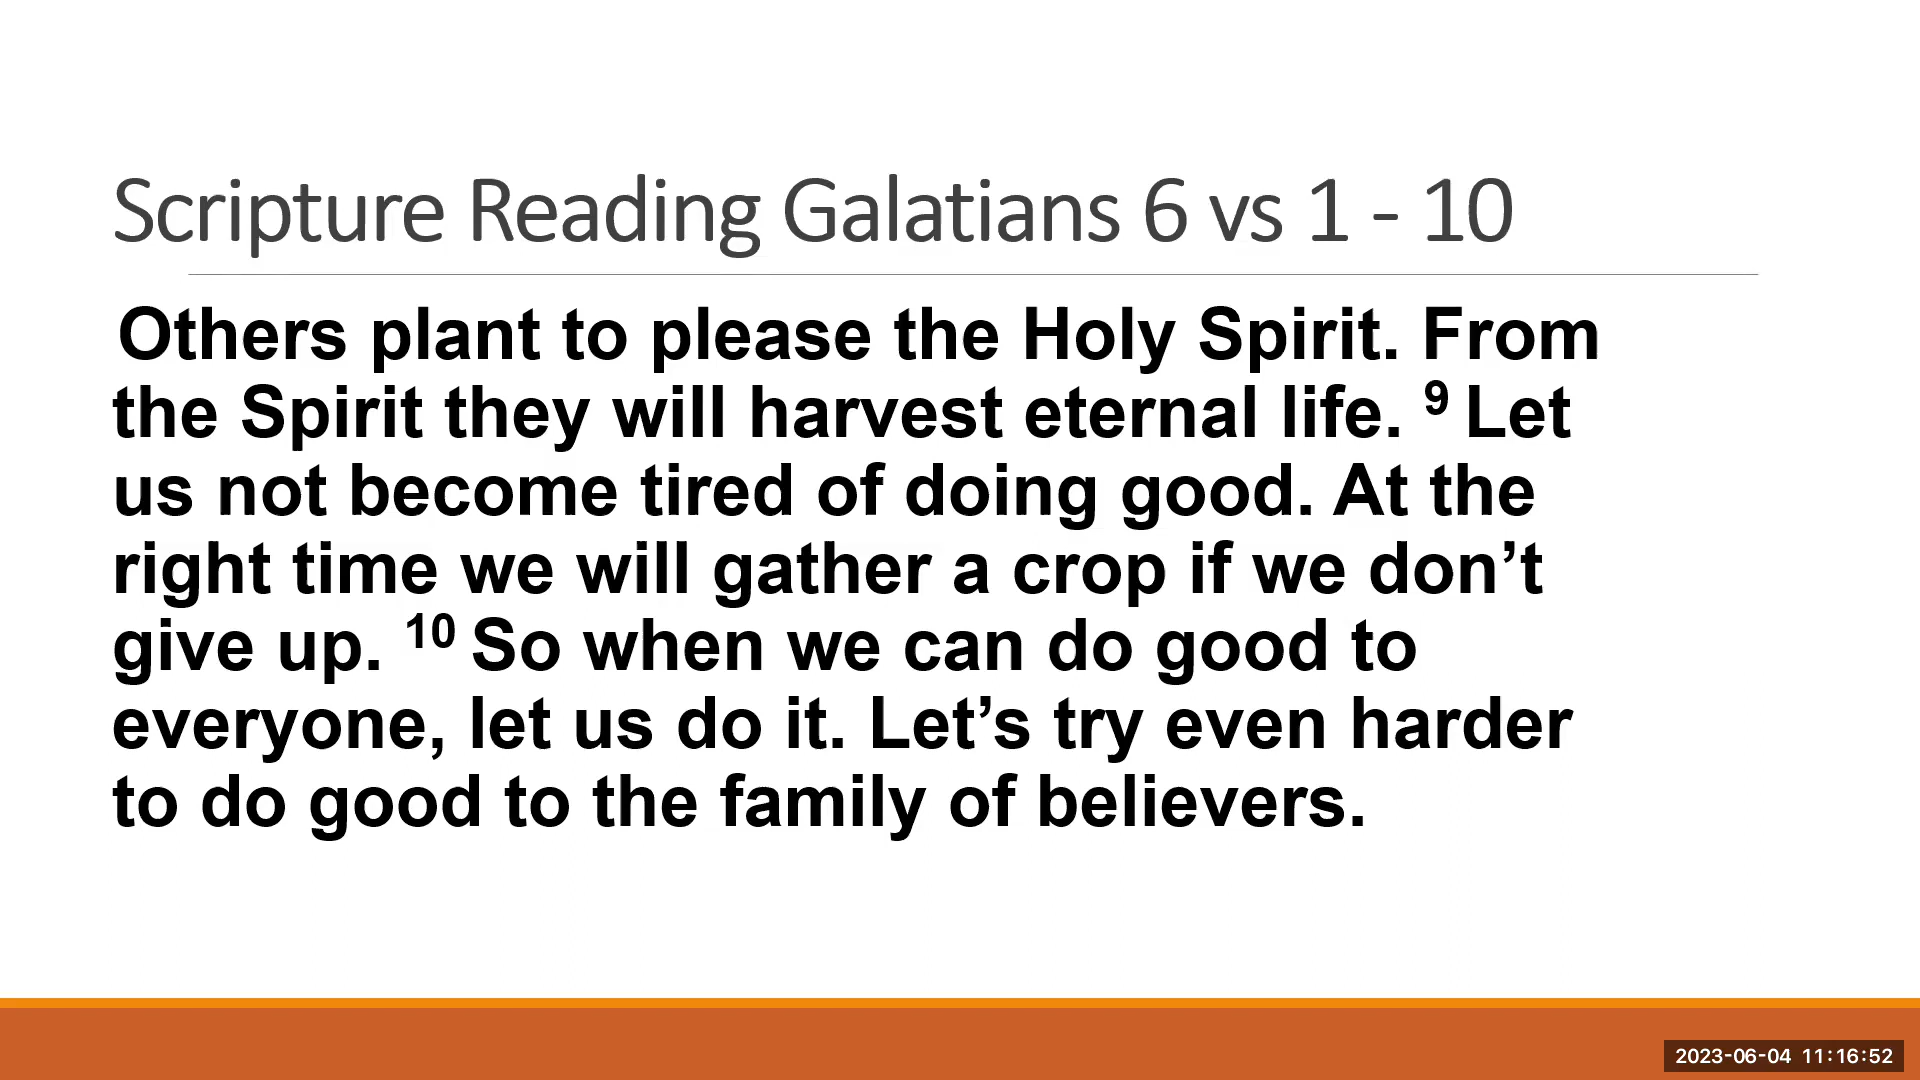 Scripture Reading Galatians 6 vs 1 - 10
Others plant to please the Holy Spirit. From
the Spirit they will harvest eternal life. 9 Let
us not become tired of doing good. At the
right time we will gather a crop if we don’t
give up. 10 So when we can do good to
everyone, let us do it. Let’s try even harder
to do good to the family of believers.
2023-06-04 11:16:52